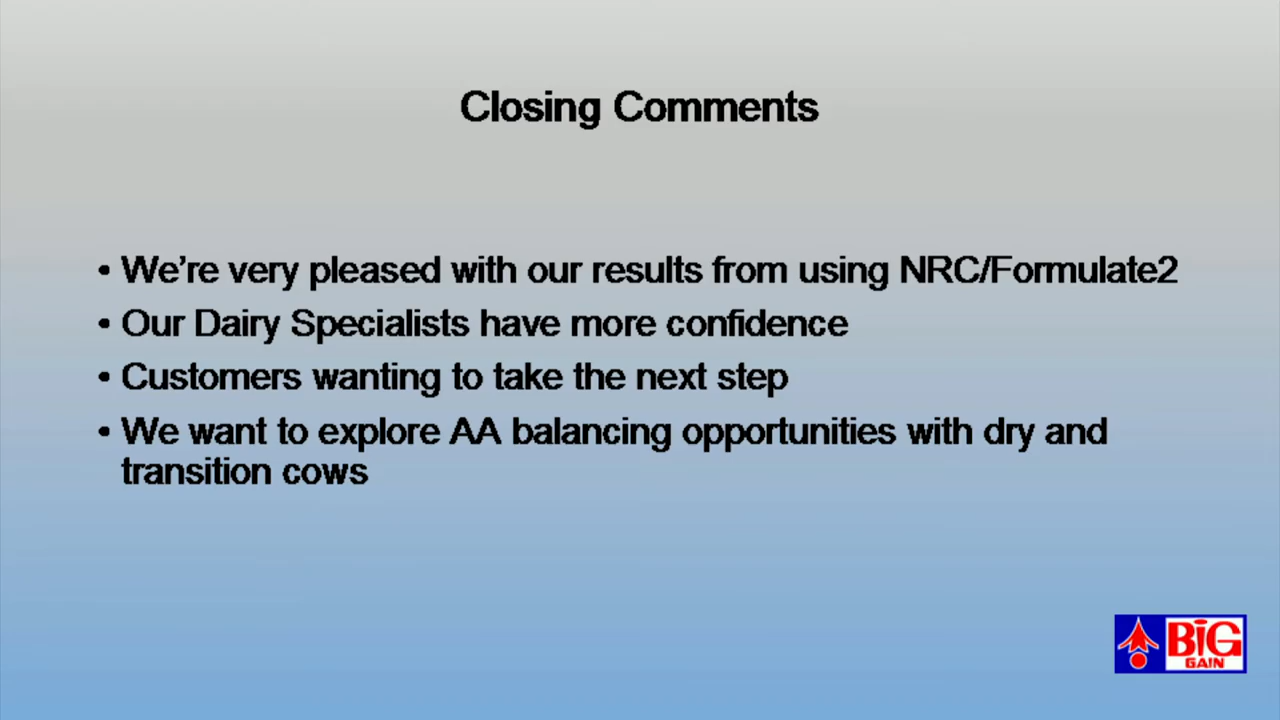 Closing Comments
• We're very pleased with our results from using NRC/Formulate2
• Our Dairy Specialists have more confidence
• Customers wanting to take the next step
• We want to explore AA balancing opportunities with dry and
transition cows
BiG
GAIN